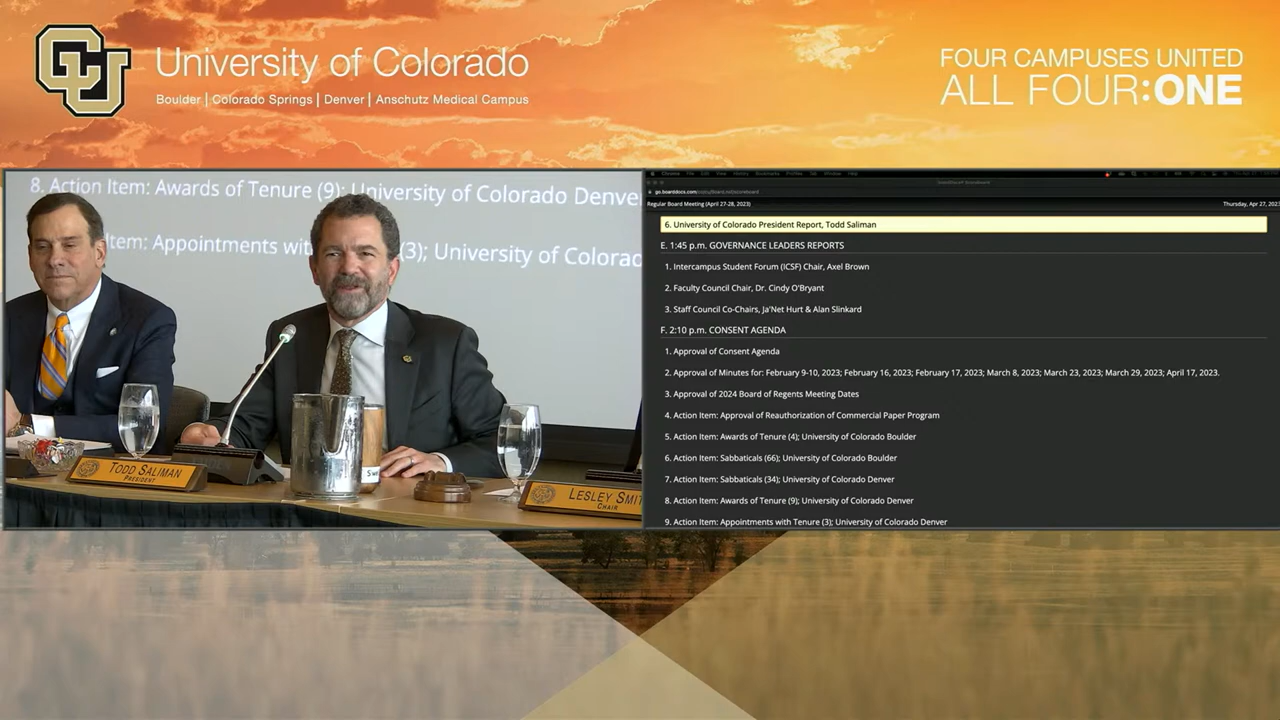 CU
University of Colorado
Boulder | Colorado Springs | Denver | Anschutz Medical Campus
FOUR CAMPUSES UNITED
ALL FOUR:ONE
8. Action Item: Awards of Tenure (9); University of Colorado Denver
Item: Appointments with (3); University of Colorado
TODD SALIMAN
PRESIDENT
LESLEY SMIT
CHAIR
Regular Board Meeting (April 27-28, 2023)
Thursday, Apr 27, 2023
6. University of Colorado President Report, Todd Saliman
E. 1:45 p.m. GOVERNANCE LEADERS REPORTS
1. Intercampus Student Forum (ICSF) Chair, Axel Brown
2. Faculty Council Chair, Dr. Cindy O'Bryant
3. Staff Council Co-Chairs, Ja'Net Hurt & Alan Slinkard
F. 2:10 p.m. CONSENT AGENDA
1. Approval of Consent Agenda
2. Approval of Minutes for: February 9-10, 2023; February 16, 2023; February 17, 2023; March 8, 2023; March 23, 2023; March 29, 2023; April 17, 2023.
3. Approval of 2024 Board of Regents Meeting Dates
4. Action Item: Approval of Reauthorization of Commercial Paper Program
5. Action Item: Awards of Tenure (4); University of Colorado Boulder
6. Action Item: Sabbaticals (66); University of Colorado Boulder
7. Action Item: Sabbaticals (34); University of Colorado Denver
8. Action Item: Awards of Tenure (9); University of Colorado Denver
9. Action Item: Appointments with Tenure (3); University of Colorado Denver